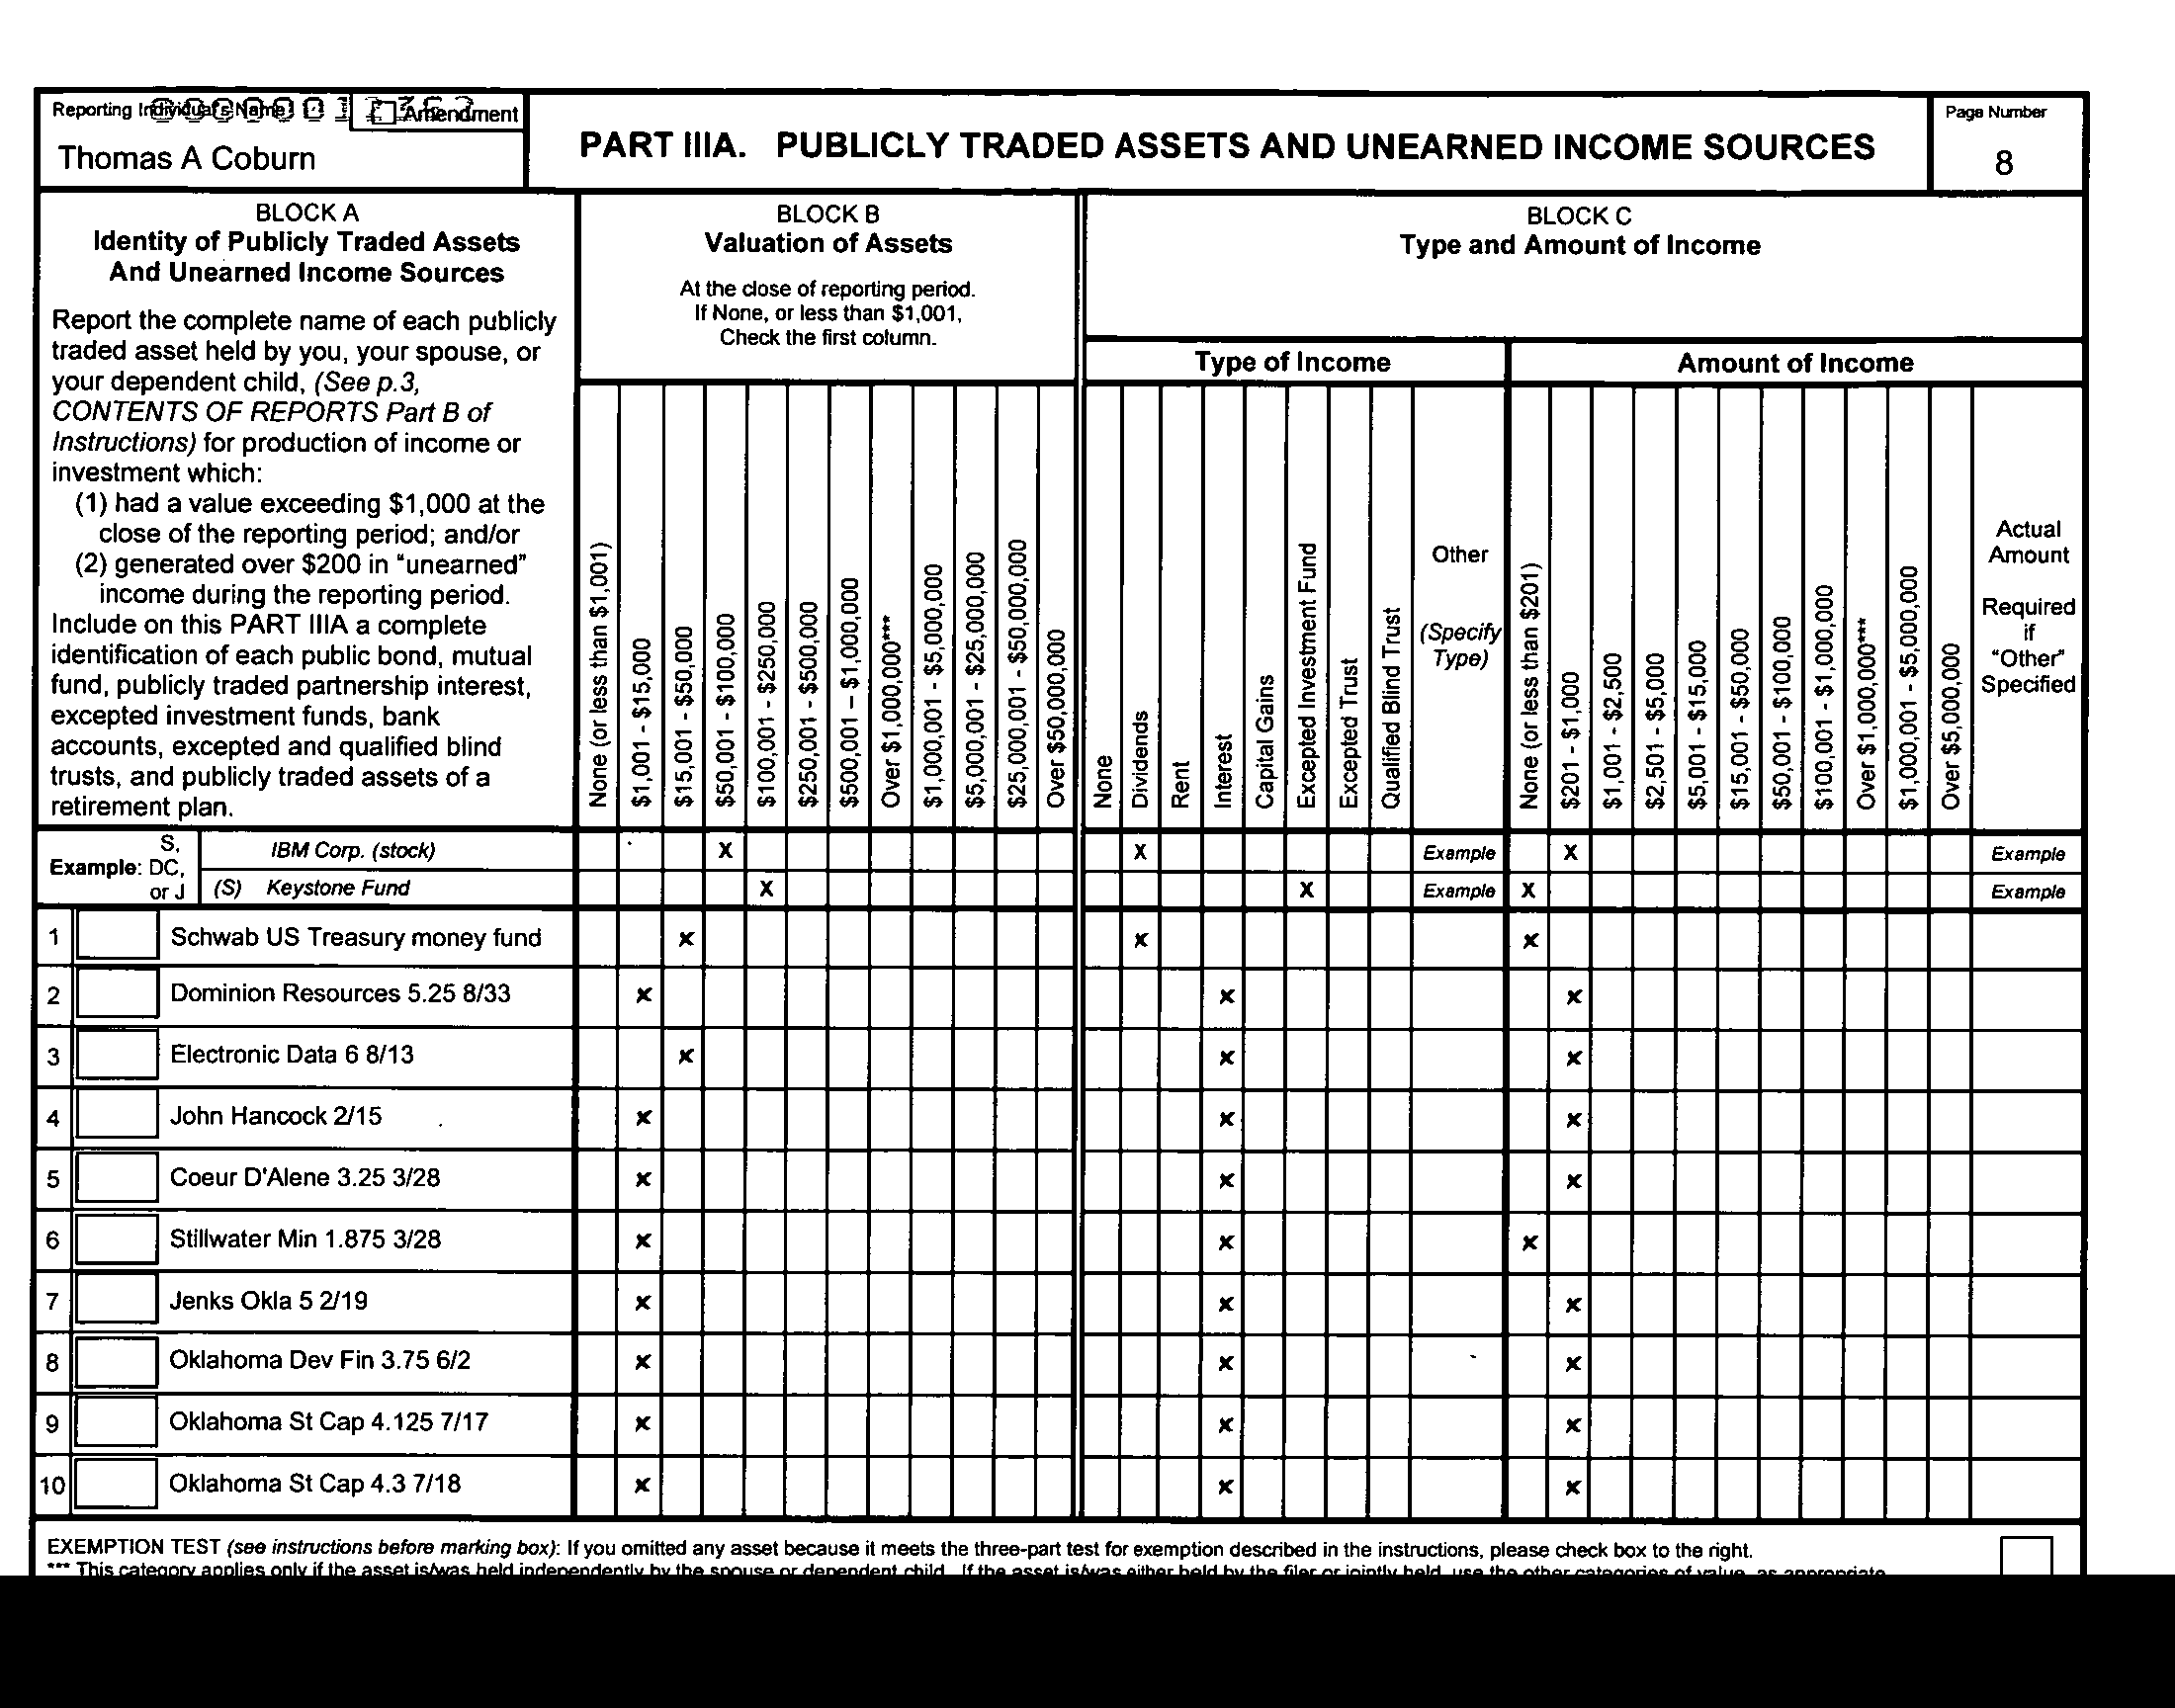 Reporting Individual's Name
Amendment
Thomas A Coburn
PART IIIA. PUBLICLY TRADED ASSETS AND UNEARNED INCOME SOURCES
Page Number
8
BLOCK A
Identity of Publicly Traded Assets
And Unearned Income Sources
Report the complete name of each publicly
traded asset held by you, your spouse, or
your dependent child, (See p.3,
CONTENTS OF REPORTS Part B of
Instructions) for production of income or
investment which:
(1) had a value exceeding $1,000 at the
close of the reporting period; and/or
(2) generated over $200 in "unearned"
income during the reporting period.
Include on this PART IIIA a complete
identification of each public bond, mutual
fund, publicly traded partnership interest,
excepted investment funds, bank
accounts, excepted and qualified blind
trusts, and publicly traded assets of a
retirement plan.
BLOCK B
Valuation of Assets
At the close of reporting period.
If None, or less than $1,001,
Check the first column.
None (or less than $1,001)
$1,001 - $15,000
$15,001 - $50,000
$50,001 - $100,000
$100,001 - $250,000
$250,001 - $500,000
$500,001 – $1,000,000
Over $1,000,000***
$1,000,001 - $5,000,000
$5,000,001 - $25,000,000
$25,000,001 - $50,000,000
Over $50,000,000
BLOCK C
Type and Amount of Income
Type of Income
None
Dividends
Rent
Interest
Capital Gains
Excepted Investment Fund
Excepted Trust
Qualified Blind Trust
Other
(Specify
Type)
Amount of Income
None (or less than $201)
$201 - $1,000
$1,001 - $2,500
$2,501 - $5,000
$5,001 - $15,000
$15,001 - $50,000
$50,001 - $100,000
$100,001 - $1,000,000
Over $1,000,000***
$1,000,001 - $5,000,000
Over $5,000,000
Actual
Amount
Required
if
"Other"
Specified
Example: S, DC, or J
IBM Corp. (stock) X X Example X Example
(S) Keystone Fund X X Example X Example
1 Schwab US Treasury money fund x x x
2 Dominion Resources 5.25 8/33 x x x
3 Electronic Data 6 8/13 x x x
4 John Hancock 2/15 x x x
5 Coeur D'Alene 3.25 3/28 x x x
6 Stillwater Min 1.875 3/28 x x x
7 Jenks Okla 5 2/19 x x x
8 Oklahoma Dev Fin 3.75 6/2 x x x
9 Oklahoma St Cap 4.125 7/17 x x x
10 Oklahoma St Cap 4.3 7/18 x x x
EXEMPTION TEST (see instructions before marking box): If you omitted any asset because it meets the three-part test for exemption described in the instructions, please check box to the right.
*** This category applies only if the asset is/was held independently by the spouse or dependent child. If the asset is/was either held by the filer or jointly held, use the other categories of value, as appropriate